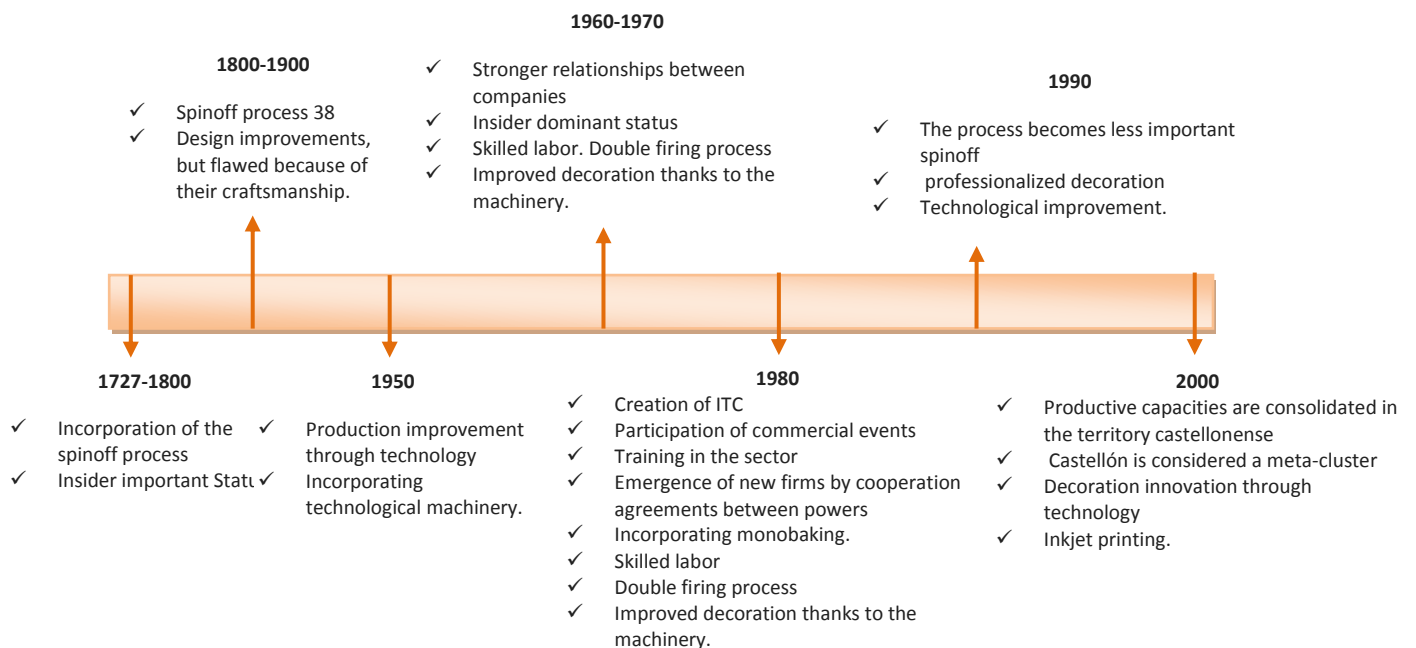 1960-1970
✓ Stronger relationships between
companies
✓ Insider dominant status
✓ Skilled labor. Double firing process
✓ Improved decoration thanks to the
machinery.
1800-1900
✓ Spinoff process 38
✓ Design improvements,
but flawed because of
their craftsmanship.
1990
✓ The process becomes less important
spinoff
✓ professionalized decoration
✓ Technological improvement.
1727-1800
✓ Incorporation of the
spinoff process
✓ Insider important Statu
1950
✓ Production improvement
through technology
✓ Incorporating
technological machinery.
1980
✓ Creation of ITC
✓ Participation of commercial events
✓ Training in the sector
✓ Emergence of new firms by cooperation
agreements between powers
✓ Incorporating monobaking.
✓ Skilled labor
✓ Double firing process
✓ Improved decoration thanks to the
machinery.
2000
✓ Productive capacities are consolidated in
the territory castellonense
✓ Castellón is considered a meta-cluster
✓ Decoration innovation through
technology
✓ Inkjet printing.